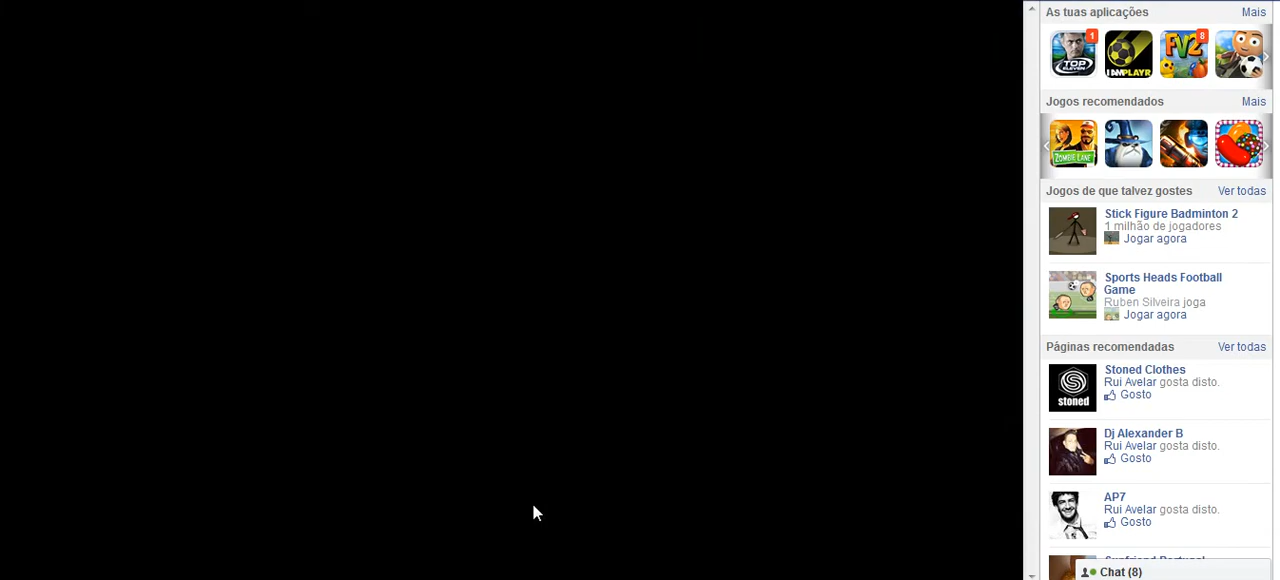 As tuas aplicações Mais
1 8
TOP ELEVEN I AM PLAYR FV2
Jogos recomendados Mais
ZOMBIE LANE
Jogos de que talvez gostes Ver todas
Stick Figure Badminton 2
1 milhão de jogadores
Jogar agora
Sports Heads Football
Game
Ruben Silveira joga
Jogar agora
Páginas recomendadas Ver todas
Stoned Clothes
Rui Avelar gosta disto.
Gosto
stoned
Dj Alexander B
Rui Avelar gosta disto.
Gosto
AP7
Rui Avelar gosta disto.
Gosto
Chat (8)